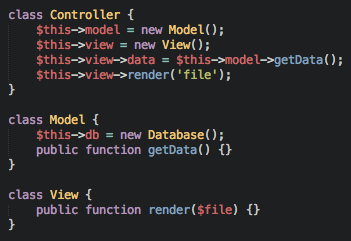 class Controller {
    $this->model = new Model();
    $this->view = new View();
    $this->view->data = $this->model->getData();
    $this->view->render('file');
}

class Model {
    $this->db = new Database();
    public function getData() {}
}

class View {
    public function render($file) {}
}